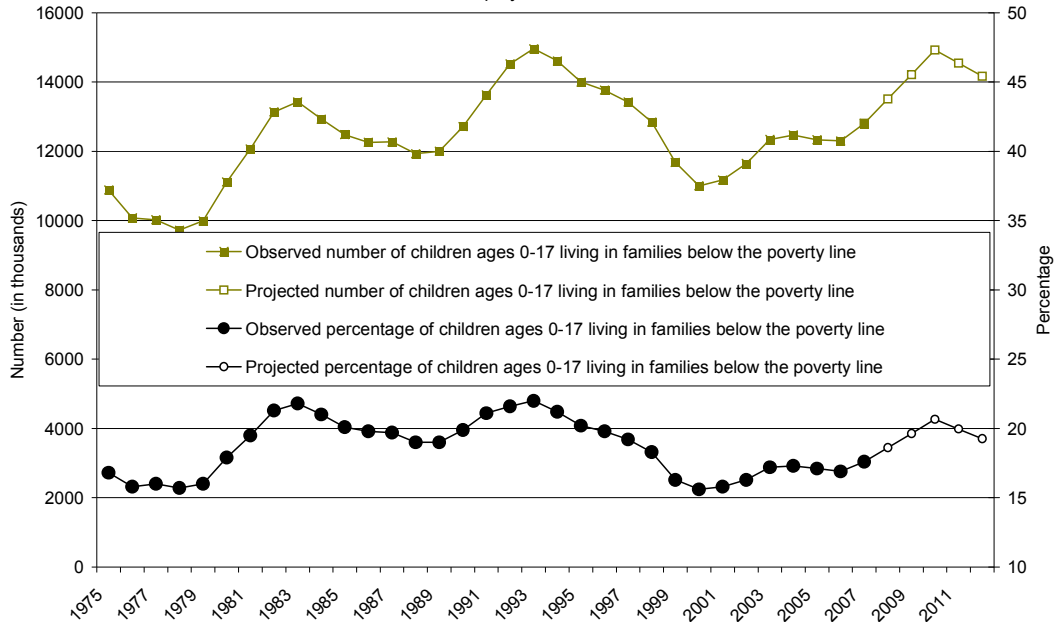 16000
14000
12000
10000
8000
6000
4000
2000
0
Number (in thousands)
50
45
40
35
30
25
20
15
10
Percentage
Observed number of children ages 0-17 living in families below the poverty line
Projected number of children ages 0-17 living in families below the poverty line
Observed percentage of children ages 0-17 living in families below the poverty line
Projected percentage of children ages 0-17 living in families below the poverty line
1975 1977 1979 1981 1983 1985 1987 1989 1991 1993 1995 1997 1999 2001 2003 2005 2007 2009 2011